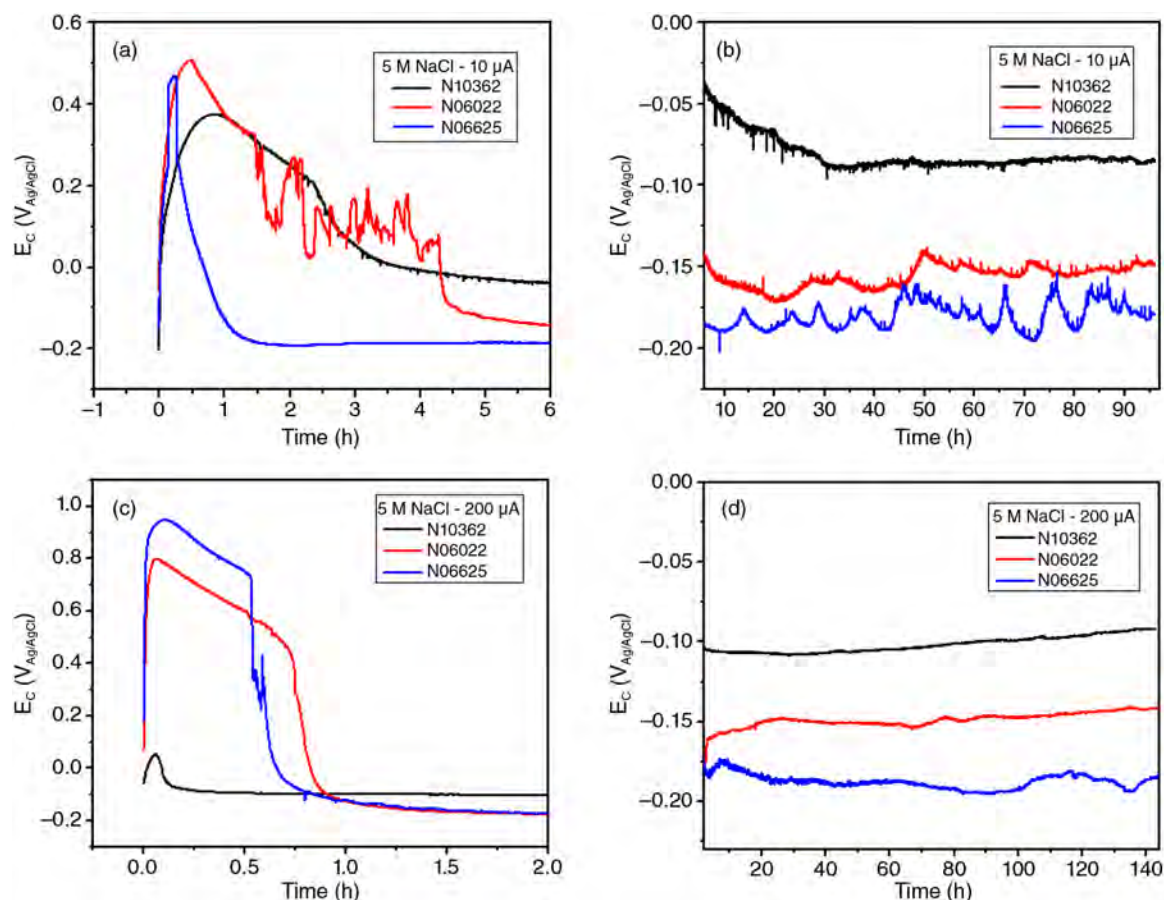 (a)
5 M NaCl - 10 µA
N10362
N06022
N06625
0.6
0.4
0.2
0.0
−0.2
E_C (V_Ag/AgCl)
−1 0 1 2 3 4 5 6
Time (h)
(b)
5 M NaCl - 10 µA
N10362
N06022
N06625
0.00
−0.05
−0.10
−0.15
−0.20
E_C (V_Ag/AgCl)
10 20 30 40 50 60 70 80 90
Time (h)
(c)
5 M NaCl - 200 µA
N10362
N06022
N06625
1.0
0.8
0.6
0.4
0.2
0.0
−0.2
E_C (V_Ag/AgCl)
0.0 0.5 1.0 1.5 2.0
Time (h)
(d)
5 M NaCl - 200 µA
N10362
N06022
N06625
0.00
−0.05
−0.10
−0.15
−0.20
E_C (V_Ag/AgCl)
20 40 60 80 100 120 140
Time (h)